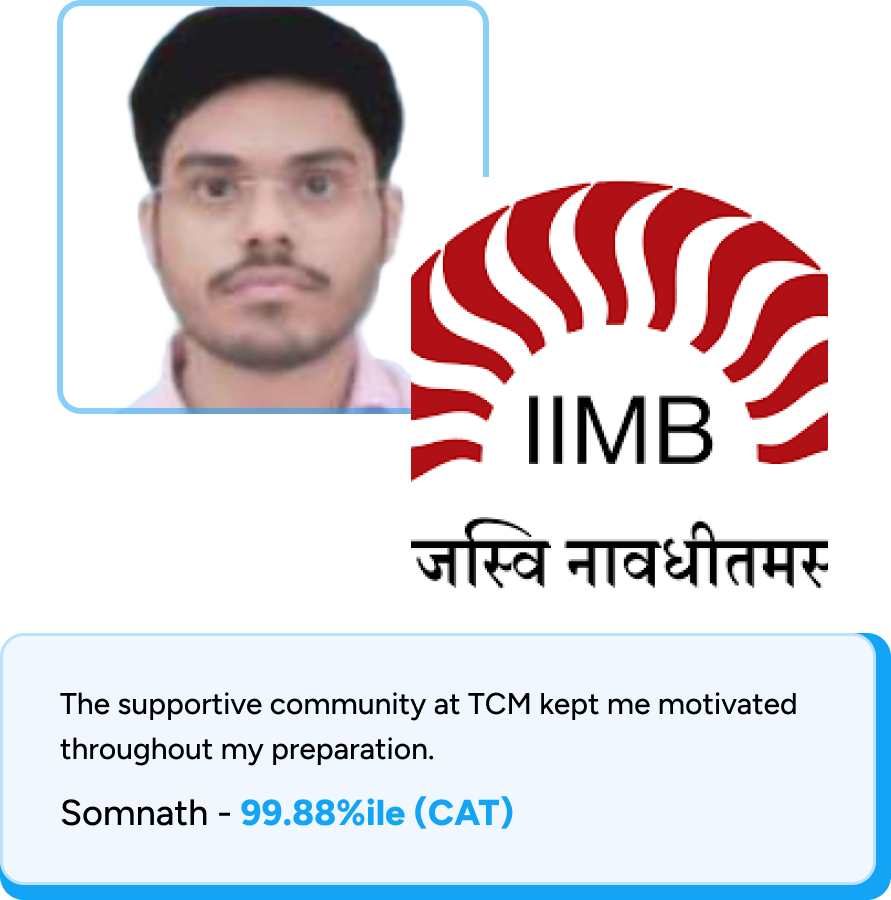 IIMB
जस्वि नावधीतमस
The supportive community at TCM kept me motivated
throughout my preparation.
Somnath - 99.88%ile (CAT)